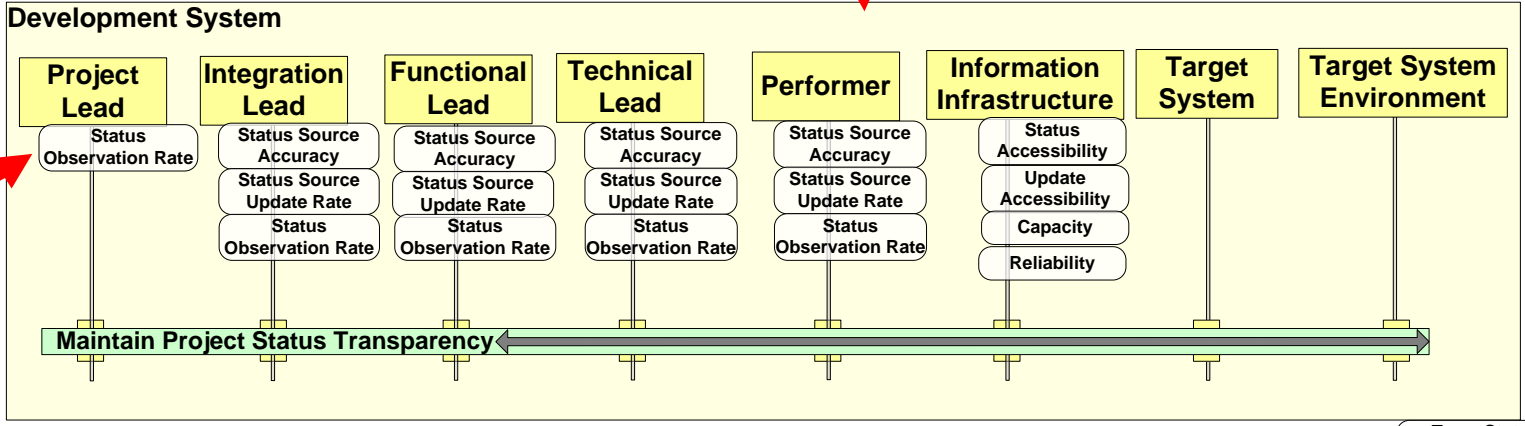 Development System
Project
Lead
Integration
Lead
Functional
Lead
Technical
Lead
Performer
Information
Infrastructure
Target
System
Target System
Environment
Status
Observation Rate
Status Source
Accuracy
Status Source
Update Rate
Status
Observation Rate
Status Source
Accuracy
Status Source
Update Rate
Status
Observation Rate
Status Source
Accuracy
Status Source
Update Rate
Status
Observation Rate
Status Source
Accuracy
Status Source
Update Rate
Status
Observation Rate
Status
Accessibility
Update
Accessibility
Capacity
Reliability
Maintain Project Status Transparency